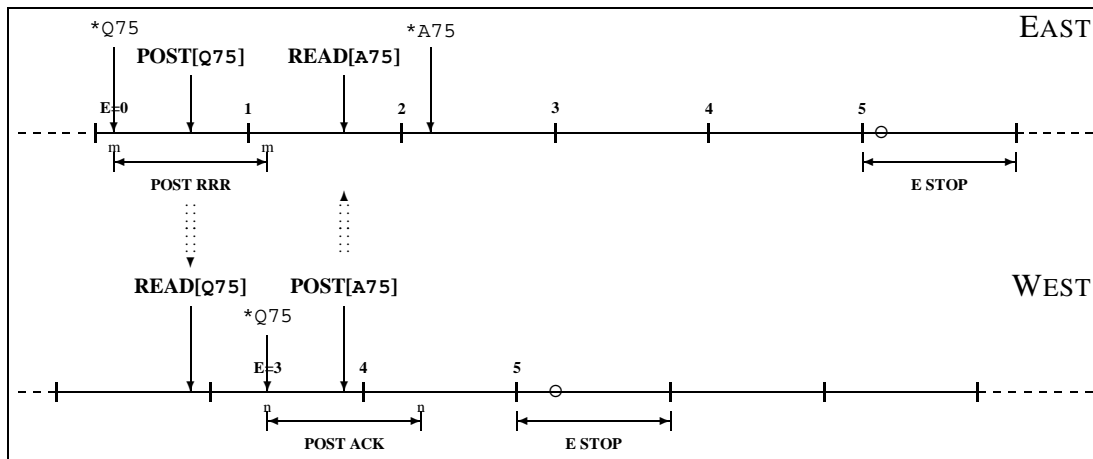 *Q75 *A75 EAST
POST[Q75] READ[A75]
E=0 1 2 3 4 5
m m
POST RRR E STOP
READ[Q75] POST[A75] WEST
*Q75
E=3 4 5
n n
POST ACK E STOP